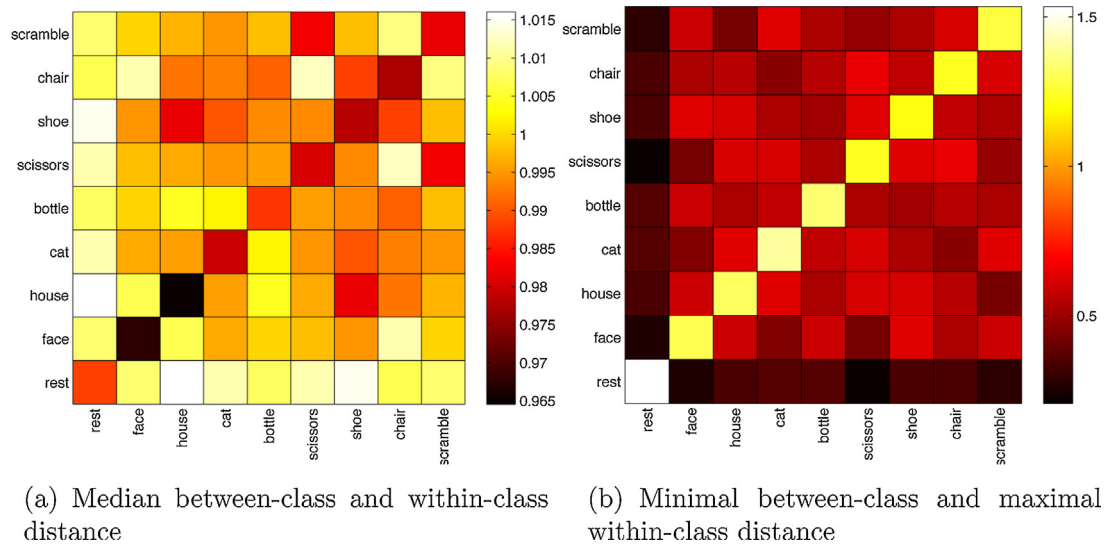 scramble
chair
shoe
scissors
bottle
cat
house
face
rest
rest
face
house
cat
bottle
scissors
shoe
chair
scramble
1.015
1.01
1.005
1
0.995
0.99
0.985
0.98
0.975
0.97
0.965
(a) Median between-class and within-class
distance
scramble
chair
shoe
scissors
bottle
cat
house
face
rest
rest
face
house
cat
bottle
scissors
shoe
chair
scramble
1.5
1
0.5
(b) Minimal between-class and maximal
within-class distance